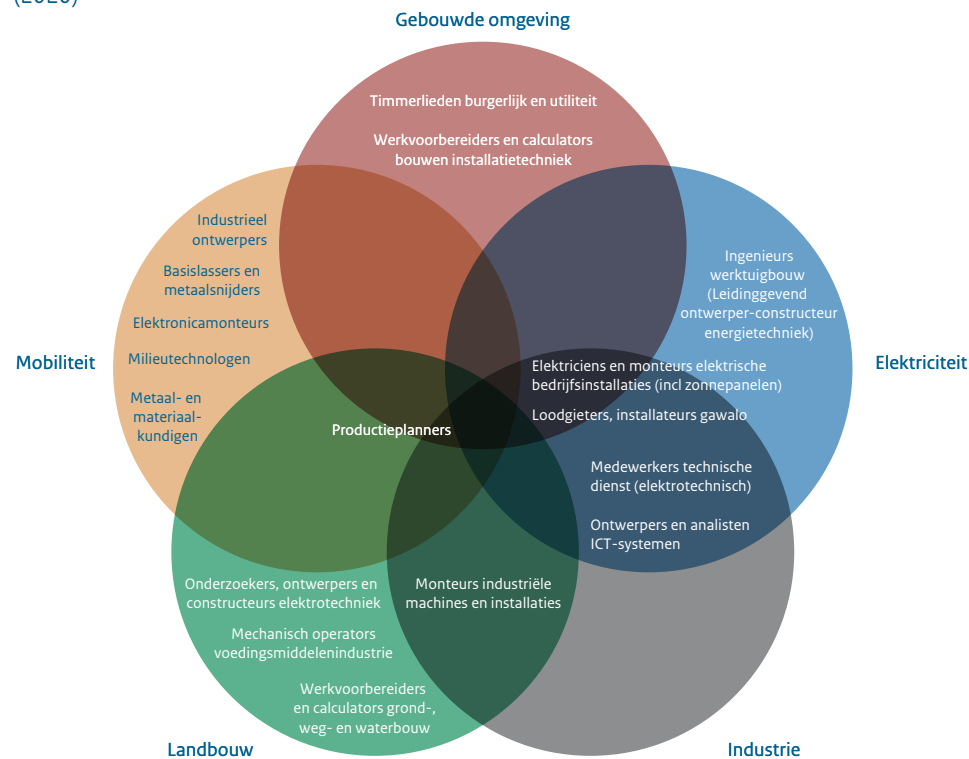 (2020)
Gebouwde omgeving
Timmerlieden burgerlijk en utiliteit
Werkvoorbereiders en calculators
bouwen installatietechniek
Industrieel
ontwerpers
Basislassers en
metaalsnijders
Elektronicamonteurs
Mobiliteit
Milieutechnologen
Metaal- en
materiaal-
kundigen
Ingenieurs
werktuigbouw
(Leidinggevend
ontwerper-constructeur
energietechniek)
Elektriciteit
Elektriciens en monteurs elektrische
bedrijfsinstallaties (incl zonnepanelen)
Loodgieters, installateurs gawalo
Productieplanners
Medewerkers technische
dienst (elektrotechnisch)
Ontwerpers en analisten
ICT-systemen
Onderzoekers, ontwerpers en
constructeurs elektrotechniek
Monteurs industriële
machines en installaties
Mechanisch operators
voedingsmiddelenindustrie
Werkvoorbereiders
en calculators grond-,
weg- en waterbouw
Landbouw
Industrie